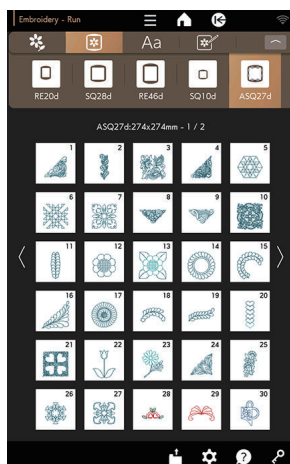 Embroidery - Run
Aa
RE20d SQ28d RE46d SQ10d ASQ27d
ASQ27d:274x274mm - 1 / 2
1 2 3 4 5
6 7 8 9 10
11 12 13 14 15
16 17 18 19 20
21 22 23 24 25
26 27 28 29 30
?